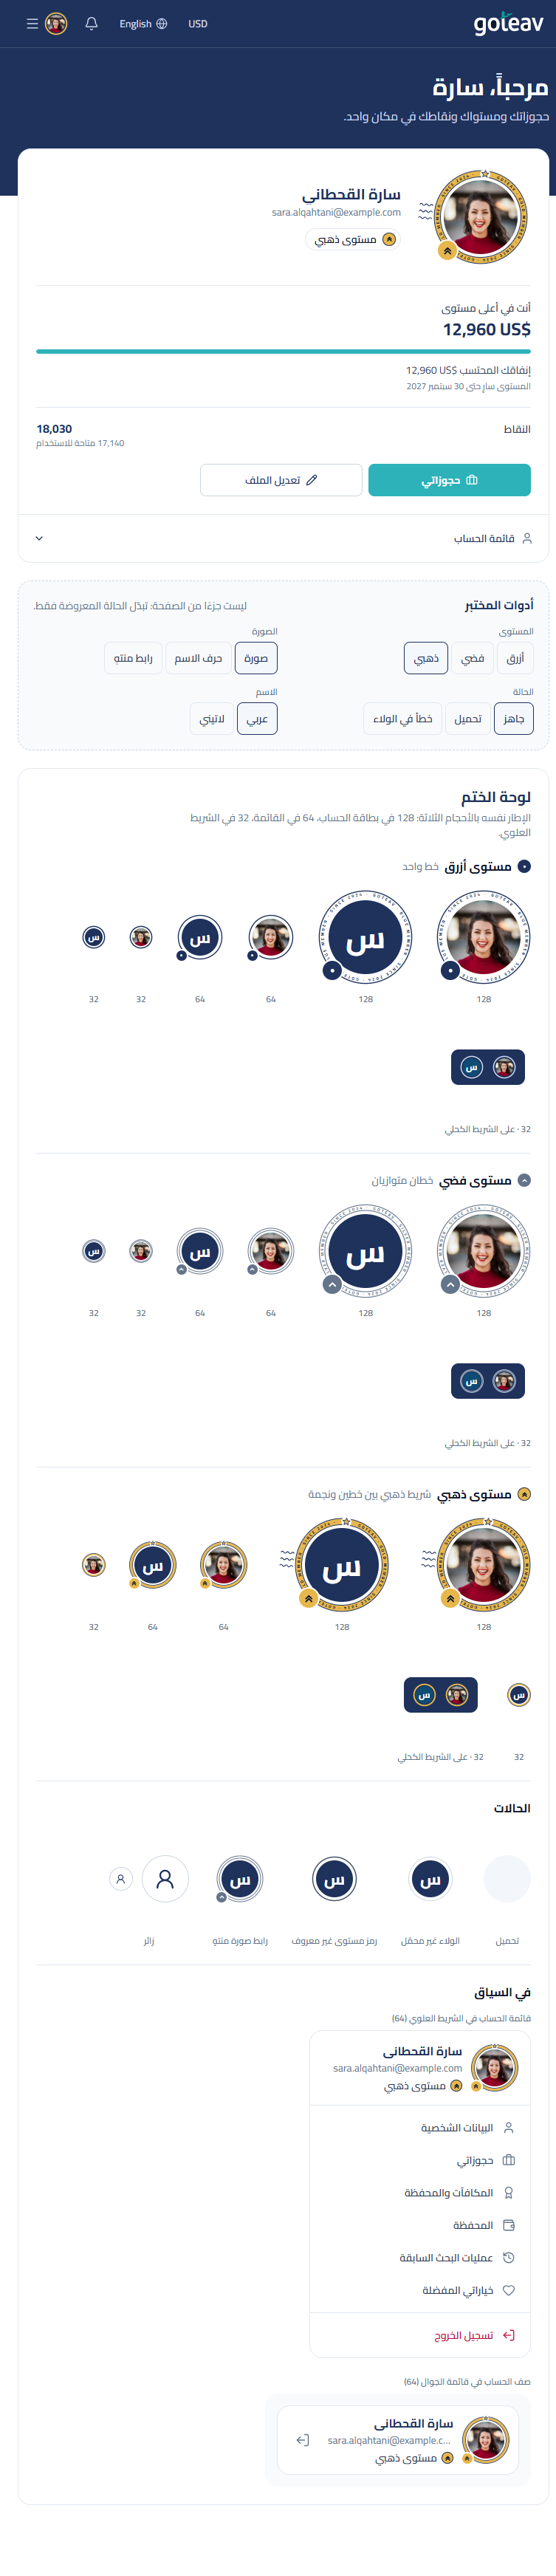 goteav
USD
English
مرحباً، سارة
حجوزاتك ومستواك ونقاطك في مكان واحد.
سارة القحطاني
sara.alqahtani@example.com
مستوى ذهبي
أنت في أعلى مستوى
12,960 US$
إنفاقك المحتسب 12,960 US$
المستوى سارٍ حتى 30 سبتمبر 2027
النقاط
18,030
17,140 متاحة للاستخدام
حجوزاتي
تعديل الملف
قائمة الحساب
أدوات المختبر
ليست جزءًا من الصفحة: تبدّل الحالة المعروضة فقط.
المستوى
أزرق
فضي
ذهبي
الصورة
صورة
حرف الاسم
رابط منتهٍ
الحالة
جاهز
تحميل
خطأ في الولاء
الاسم
عربي
لاتيني
لوحة الختم
الإطار نفسه بالأحجام الثلاثة: 128 في بطاقة الحساب، 64 في القائمة، 32 في الشريط
العلوي.
مستوى أزرق خط واحد
س س س
128 128 64 64 32 32
س
32 · على الشريط الكحلي
مستوى فضي خطان متوازيان
س س س
128 128 64 64 32 32
س
32 · على الشريط الكحلي
مستوى ذهبي شريط ذهبي بين خطين ونجمة
س س
128 128 64 64 32
س س
32
32 · على الشريط الكحلي
الحالات
س س س
تحميل
الولاء غير محمّل
رمز مستوى غير معروف
رابط صورة منتهٍ
زائر
في السياق
قائمة الحساب في الشريط العلوي (64)
سارة القحطاني
sara.alqahtani@example.com
مستوى ذهبي
البيانات الشخصية
حجوزاتي
المكافآت والمحفظة
المحفظة
عمليات البحث السابقة
خياراتي المفضلة
تسجيل الخروج
صف الحساب في قائمة الجوال (64)
سارة القحطاني
sara.alqahtani@example.c...
مستوى ذهبي